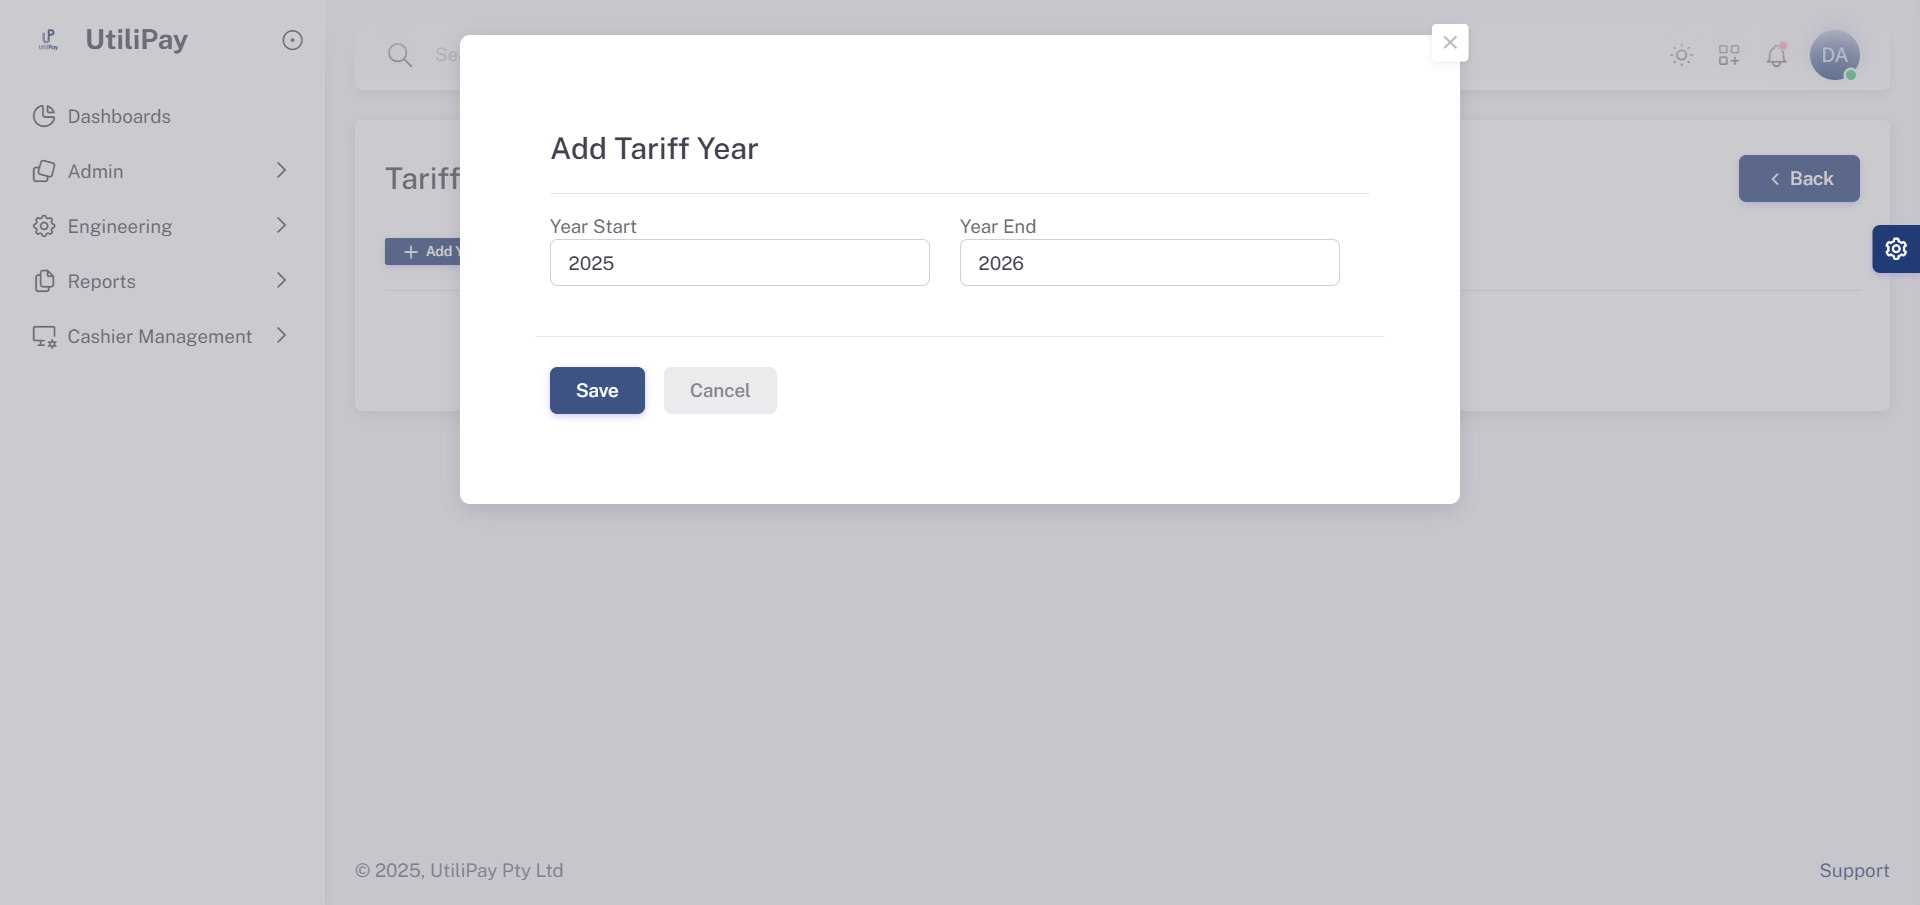 UtiliPay
Dashboards
Admin
Engineering
Reports
Cashier Management
DA
Tariff
Back
Add
Add Tariff Year
Year Start
Year End
2025
2026
Save
Cancel
© 2025, UtiliPay Pty Ltd
Support